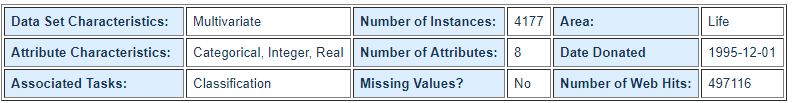 Data Set Characteristics: Multivariate Number of Instances: 4177 Area: Life
Attribute Characteristics: Categorical, Integer, Real Number of Attributes: 8 Date Donated 1995-12-01
Associated Tasks: Classification Missing Values? No Number of Web Hits: 497116